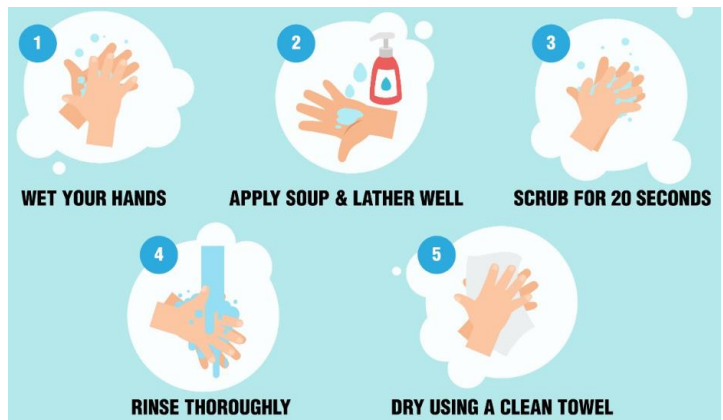 1
2
3
WET YOUR HANDS
APPLY SOUP & LATHER WELL
SCRUB FOR 20 SECONDS
4
5
RINSE THOROUGHLY
DRY USING A CLEAN TOWEL